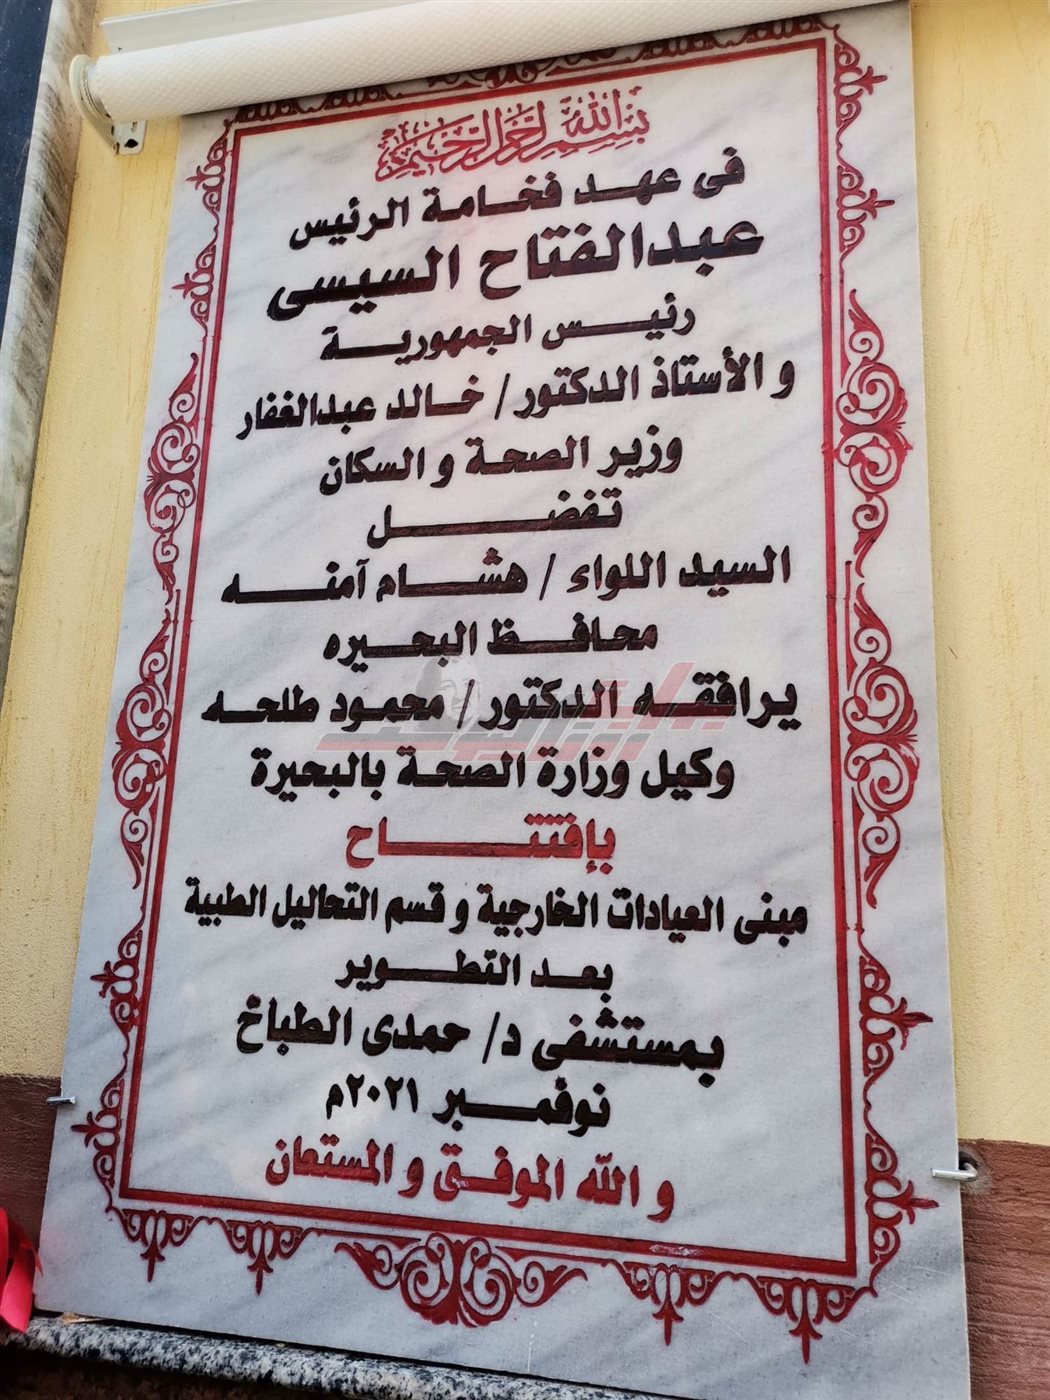 بسم الله الرحمن الرحيم
فى عهد فخامة الرئيس
عبدالفتاح السيسى
رئيس الجمهورية
و الأستاذ الدكتور/ خالد عبدالغفار
وزير الصحة و السكان
تفضل
السيد اللواء / هشام آمنه
محافظ البحيره
يرافقه الدكتور/ محمود طلحه
وكيل وزارة الصحة بالبحيرة
بإفتتاح
مبنى العيادات الخارجية و قسم التحاليل الطبية
بعد التطوير
بمستشفى د/ حمدى الطباخ
نوفمبر ٢٠٢١م
و الله الموفق و المستعان